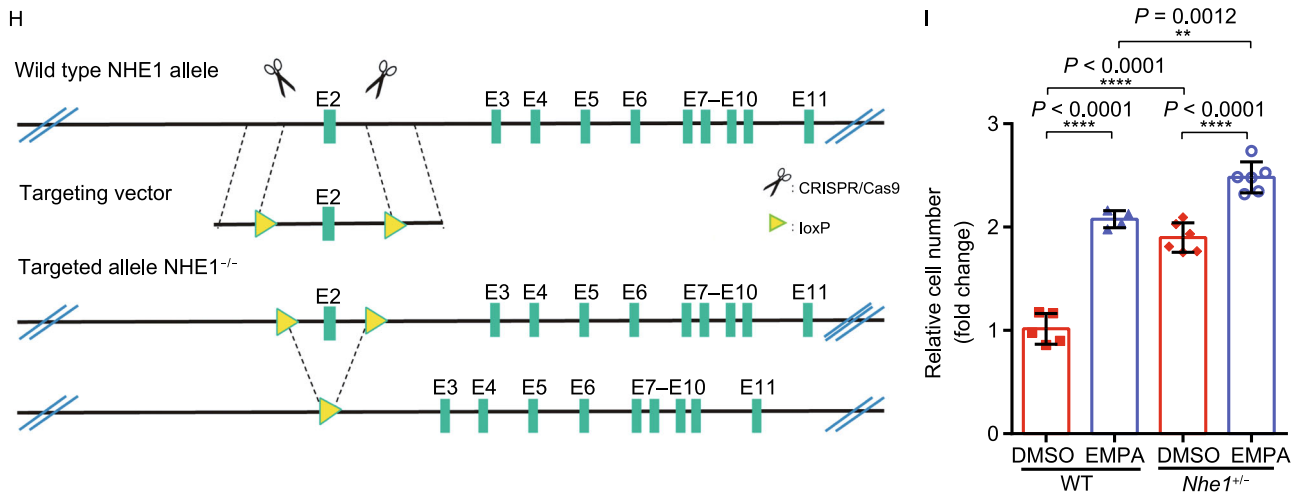 H
Wild type NHE1 allele
E2
E3 E4 E5 E6 E7–E10 E11
Targeting vector
E2
: CRISPR/Cas9
: loxP
Targeted allele NHE1⁻/⁻
E2
E3 E4 E5 E6 E7–E10 E11
E3 E4 E5 E6 E7–E10 E11
I
P = 0.0012
**
P < 0.0001
****
P < 0.0001 P < 0.0001
**** ****
Relative cell number
(fold change)
3
2
1
0
DMSO EMPA DMSO EMPA
WT Nhe1⁺/⁻